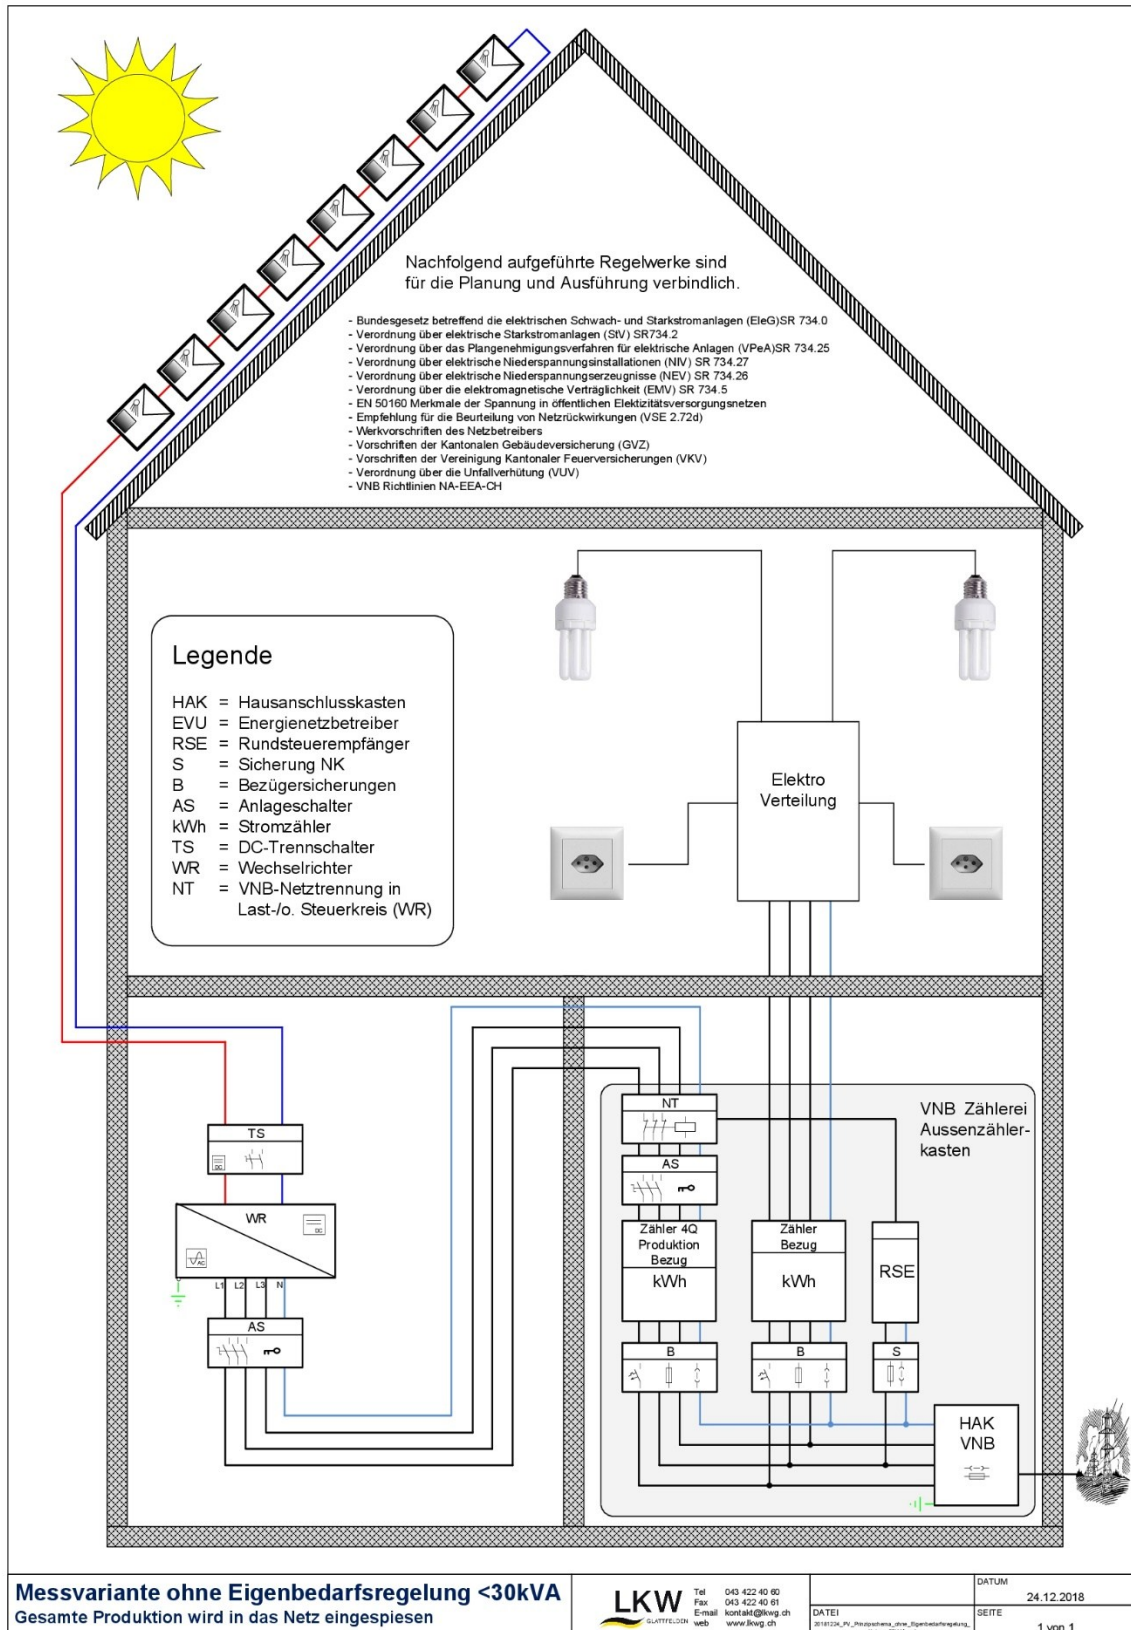 Nachfolgend aufgeführte Regelwerke sind
für die Planung und Ausführung verbindlich.
- Bundesgesetz betreffend die elektrischen Schwach- und Starkstromanlagen (EleG)SR 734.0
- Verordnung über elektrische Starkstromanlagen (StV) SR734.2
- Verordnung über das Plangenehmigungsverfahren für elektrische Anlagen (VPeA)SR 734.25
- Verordnung über elektrische Niederspannungsinstallationen (NIV) SR 734.27
- Verordnung über elektrische Niederspannungserzeugnisse (NEV) SR 734.26
- Verordnung über die elektromagnetische Verträglichkeit (EMV) SR 734.5
- EN 50160 Merkmale der Spannung in öffentlichen Elektizitätsversorgungsnetzen
- Empfehlung für die Beurteilung von Netzrückwirkungen (VSE 2.72d)
- Werkvorschriften des Netzbetreibers
- Vorschriften der Kantonalen Gebäudeversicherung (GVZ)
- Vorschriften der Vereinigung Kantonaler Feuerversicherungen (VKV)
- Verordnung über die Unfallverhütung (VUV)
- VNB Richtlinien NA-EEA-CH
Legende
HAK = Hausanschlusskasten
EVU = Energienetzbetreiber
RSE = Rundsteuerempfänger
S = Sicherung NK
B = Bezügersicherungen
AS = Anlageschalter
kWh = Stromzähler
TS = DC-Trennschalter
WR = Wechselrichter
NT = VNB-Netztrennung in
Last-/o. Steuerkreis (WR)
Elektro
Verteilung
TS
DC
WR
DC
AC
L1 L2 L3 N
AS
NT
AS
Zähler 4Q
Produktion
Bezug
kWh
B
Zähler
Bezug
kWh
B
RSE
S
VNB Zählerei
Aussenzähler-
kasten
HAK
VNB
Messvariante ohne Eigenbedarfsregelung <30kVA
Gesamte Produktion wird in das Netz eingespiesen
LKW
GLATTFELDEN
Tel 043 422 40 60
Fax 043 422 40 61
E-mail kontakt@lkwg.ch
web www.lkwg.ch
DATEI
20181224_PV_Prinzipschema_ohne_Eigenbedarfsregelung_
DATUM
24.12.2018
SEITE
1 von 1